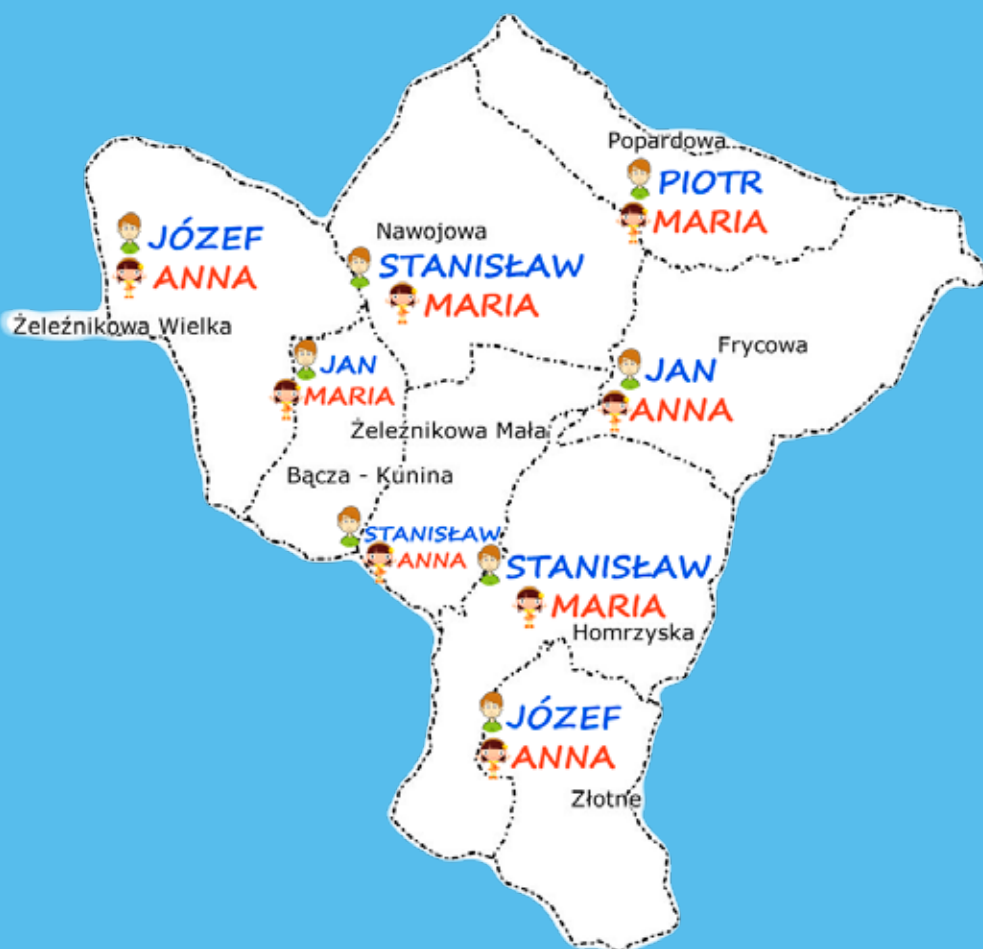 Popardowa
PIOTR
MARIA
JÓZEF
ANNA
Żeleźnikowa Wielka
Nawojowa
STANISŁAW
MARIA
Frycowa
JAN
ANNA
JAN
MARIA
Żeleźnikowa Mała
Bącza - Kunina
STANISŁAW
ANNA
STANISŁAW
MARIA
Homrzyska
JÓZEF
ANNA
Złotne